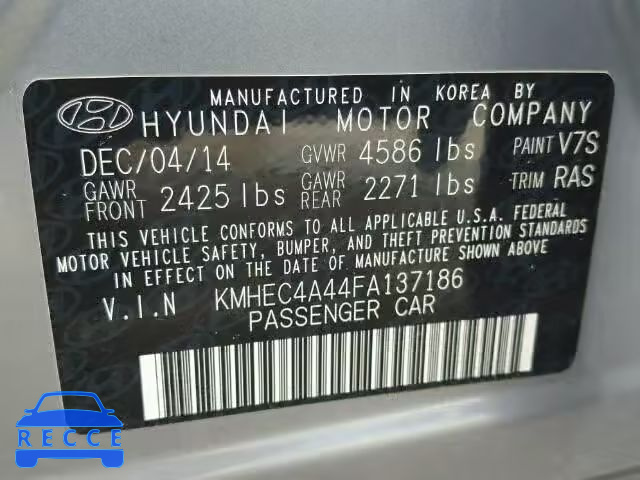 MANUFACTURED IN KOREA BY
HYUNDAI MOTOR COMPANY
DEC/04/14 GVWR 4586 lbs PAINT V7S
GAWR FRONT 2425 lbs GAWR REAR 2271 lbs TRIM RAS
THIS VEHICLE CONFORMS TO ALL APPLICABLE U.S.A. FEDERAL
MOTOR VEHICLE SAFETY, BUMPER, AND THEFT PREVENTION STANDARDS
IN EFFECT ON THE DATE OF MANUFACTURE SHOWN ABOVE
V.I.N KMHEC4A44FA137186
PASSENGER CAR
RECCE